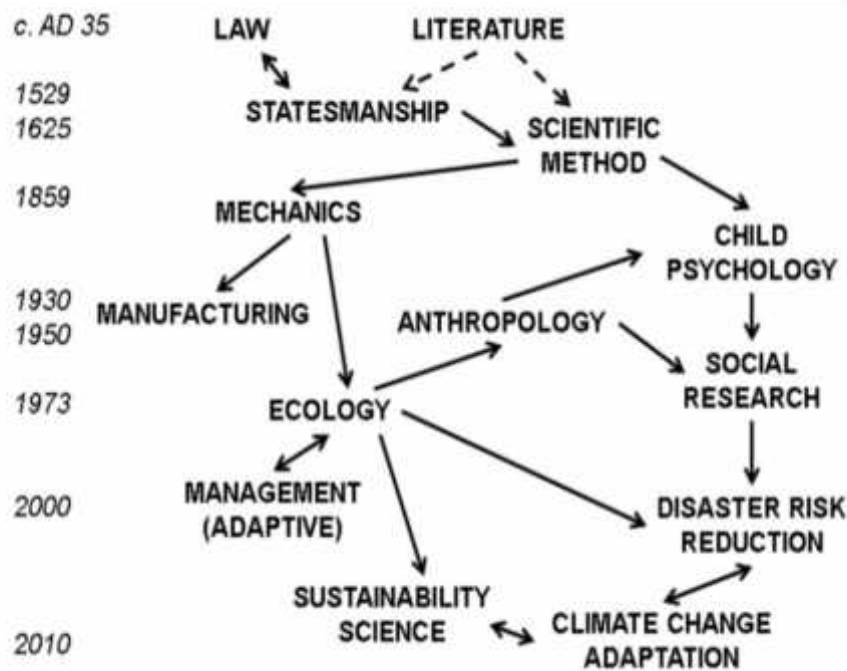 c. AD 35 LAW LITERATURE
1529
STATESMANSHIP
1625 SCIENTIFIC
METHOD
1859
MECHANICS
CHILD
PSYCHOLOGY
1930
MANUFACTURING ANTHROPOLOGY
1950
SOCIAL
RESEARCH
1973 ECOLOGY
MANAGEMENT
(ADAPTIVE)
2000 DISASTER RISK
REDUCTION
SUSTAINABILITY
SCIENCE
CLIMATE CHANGE
ADAPTATION
2010